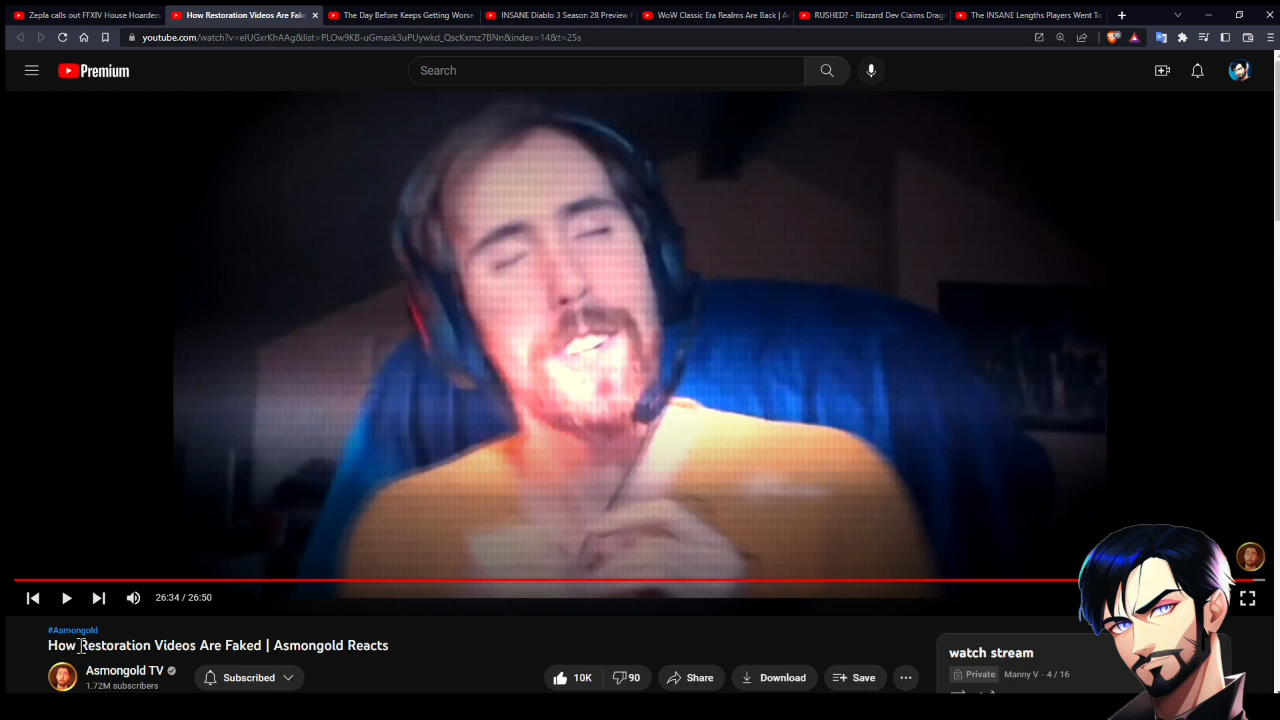 Zepla calls out FFXIV House Hoarders
How Restoration Videos Are Fak
The Day Before Keeps Getting Worse
INSANE Diablo 3 Season 28 Preview F
WoW Classic Era Realms Are Back | A
RUSHED? - Blizzard Dev Claims Drag
The INSANE Lengths Players Went To
youtube.com/watch?v=eIUGxrKhAAg&list=PLOw9KB-uGmask3uPUywkd_QscKxmz7BNn&index=14&t=25s
Premium
Search
26:34 / 26:50
#Asmongold
How Restoration Videos Are Faked | Asmongold Reacts
Asmongold TV
1.72M subscribers
Subscribed
10K
90
Share
Download
Save
watch stream
Private
Manny V - 4 / 16